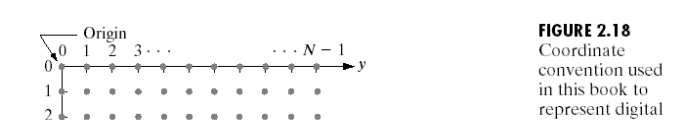 Origin
0 1 2 3 · · · · · · N − 1
0 y
1
2
FIGURE 2.18
Coordinate
convention used
in this book to
represent digital